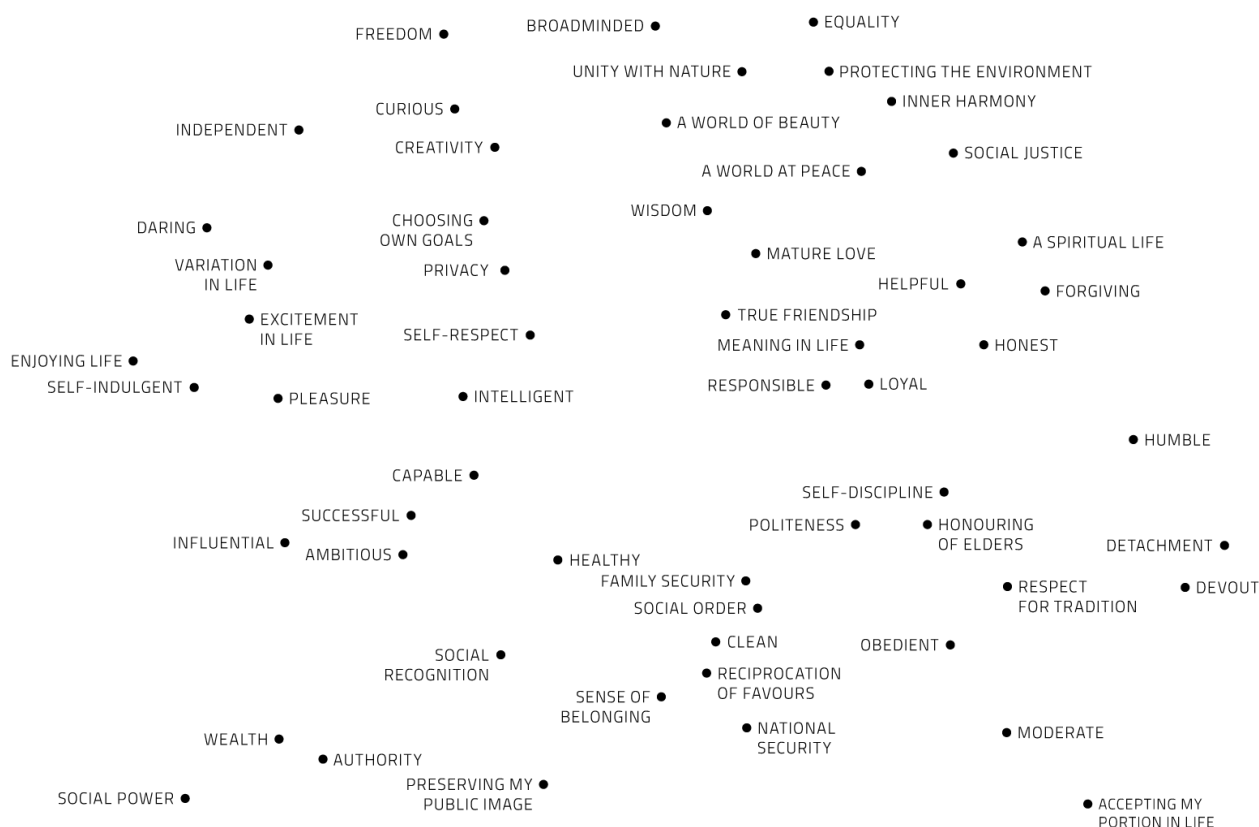 EQUALITY
BROADMINDED
FREEDOM
UNITY WITH NATURE
PROTECTING THE ENVIRONMENT
INNER HARMONY
CURIOUS
A WORLD OF BEAUTY
INDEPENDENT
CREATIVITY
SOCIAL JUSTICE
A WORLD AT PEACE
WISDOM
CHOOSING
OWN GOALS
DARING
A SPIRITUAL LIFE
MATURE LOVE
VARIATION
IN LIFE
PRIVACY
HELPFUL
FORGIVING
TRUE FRIENDSHIP
EXCITEMENT
IN LIFE
SELF-RESPECT
MEANING IN LIFE
HONEST
ENJOYING LIFE
RESPONSIBLE
LOYAL
SELF-INDULGENT
PLEASURE
INTELLIGENT
HUMBLE
CAPABLE
SELF-DISCIPLINE
SUCCESSFUL
POLITENESS
HONOURING
OF ELDERS
INFLUENTIAL
DETACHMENT
AMBITIOUS
HEALTHY
FAMILY SECURITY
RESPECT
FOR TRADITION
DEVOUT
SOCIAL ORDER
CLEAN
OBEDIENT
SOCIAL
RECOGNITION
RECIPROCATION
OF FAVOURS
SENSE OF
BELONGING
NATIONAL
SECURITY
MODERATE
WEALTH
AUTHORITY
PRESERVING MY
PUBLIC IMAGE
SOCIAL POWER
ACCEPTING MY
PORTION IN LIFE